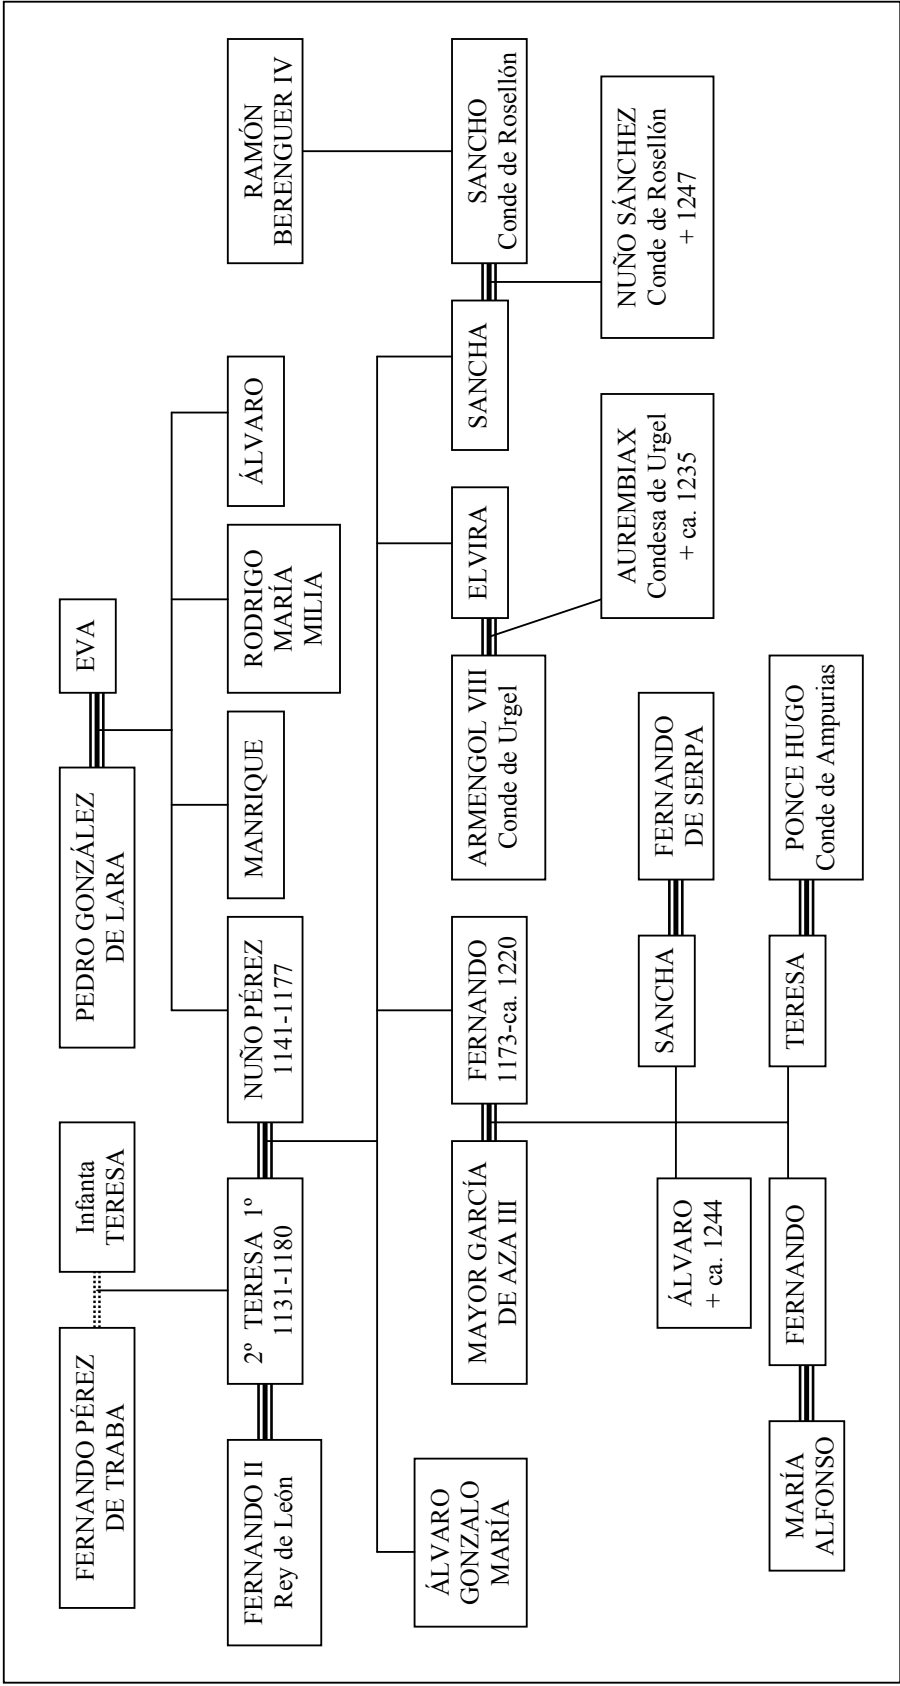 FERNANDO PÉREZ
DE TRABA
Infanta
TERESA
PEDRO GONZÁLEZ
DE LARA
EVA
FERNANDO II
Rey de León
2º TERESA 1º
1131-1180
NUÑO PÉREZ
1141-1177
MANRIQUE
RODRIGO
MARÍA
MILIA
ÁLVARO
RAMÓN
BERENGUER IV
ÁLVARO
GONZALO
MARÍA
MAYOR GARCÍA
DE AZA III
FERNANDO
1173-ca. 1220
ARMENGOL VIII
Conde de Urgel
ELVIRA
SANCHA
SANCHO
Conde de Rosellón
AUREMBIAX
Condesa de Urgel
+ ca. 1235
NUÑO SÁNCHEZ
Conde de Rosellón
+ 1247
ÁLVARO
+ ca. 1244
SANCHA
FERNANDO
DE SERPA
MARÍA
ALFONSO
FERNANDO
TERESA
PONCE HUGO
Conde de Ampurias